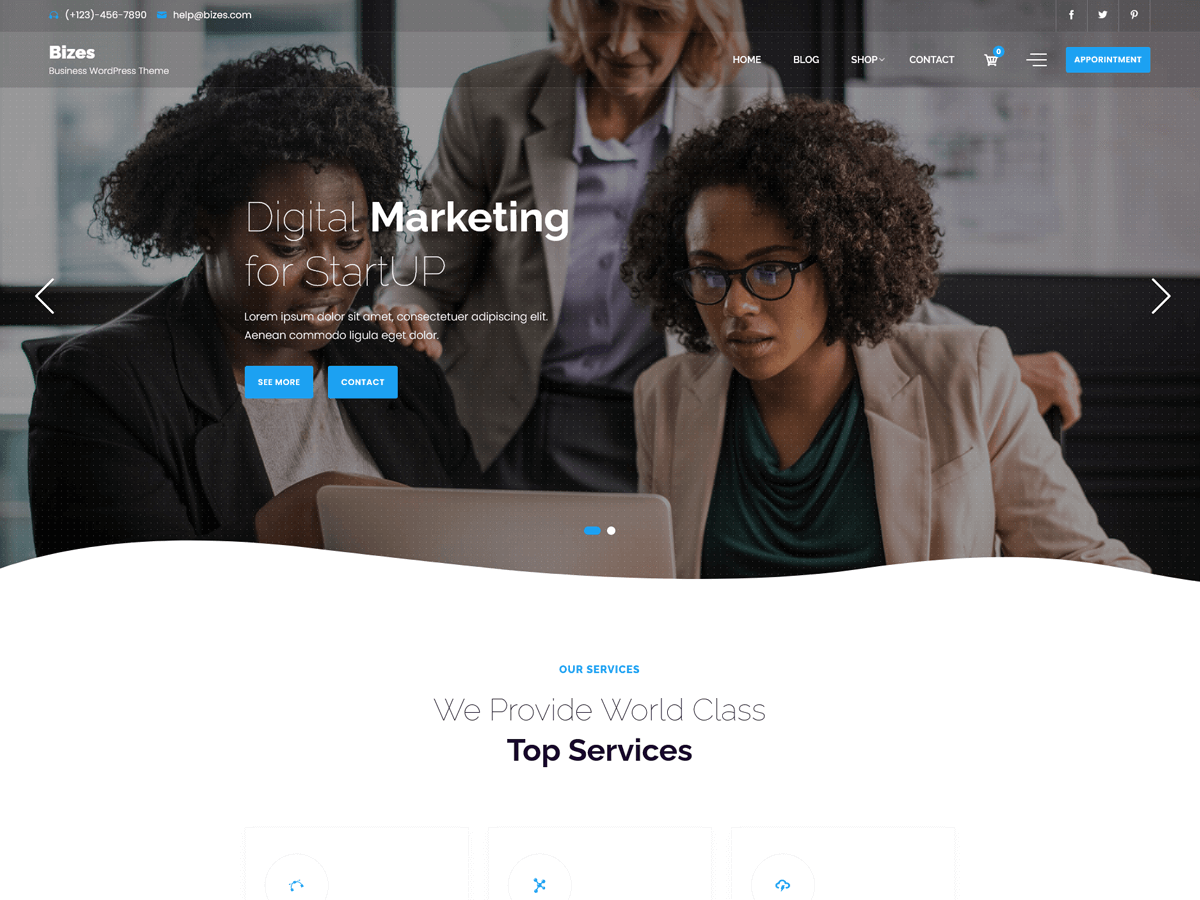 (+123)-456-7890 help@bizes.com
Bizes
Business WordPress Theme
HOME BLOG SHOP CONTACT 0 APPORINTMENT
Digital Marketing
for StartUP
Lorem ipsum dolor sit amet, consectetuer adipiscing elit.
Aenean commodo ligula eget dolor.
SEE MORE CONTACT
OUR SERVICES
We Provide World Class
Top Services